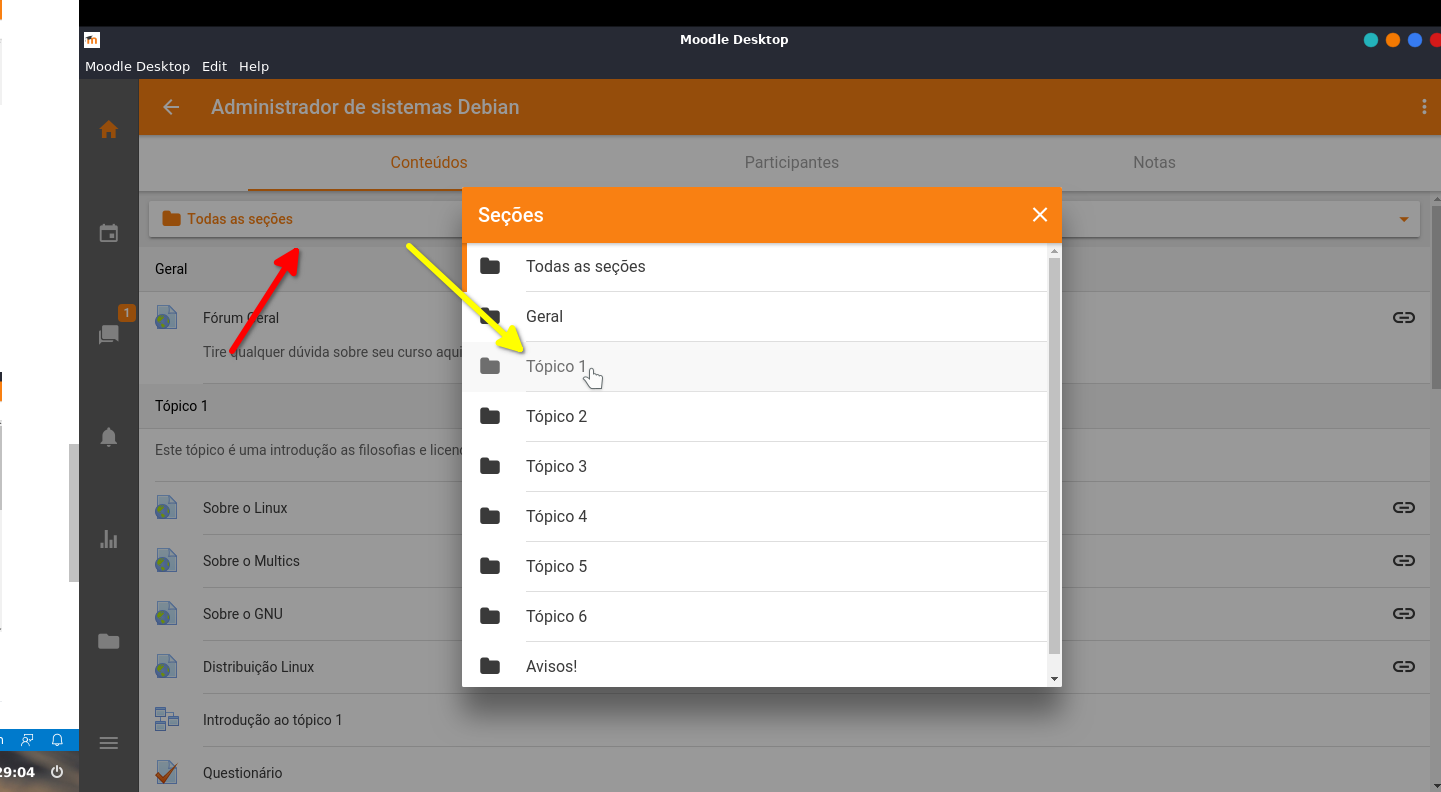 Moodle Desktop
Moodle Desktop Edit Help
Administrador de sistemas Debian
Conteúdos Participantes Notas
Todas as seções
Geral
Fórum Geral
Tire qualquer dúvida sobre seu curso aqui
1
Tópico 1
Este tópico é uma introdução as filosofias e
Sobre o Linux
Sobre o Multics
Sobre o GNU
Distribuição Linux
Introdução ao tópico 1
Questionário
Seções
Todas as seções
Geral
Tópico 1
Tópico 2
Tópico 3
Tópico 4
Tópico 5
Tópico 6
Avisos!
29:04